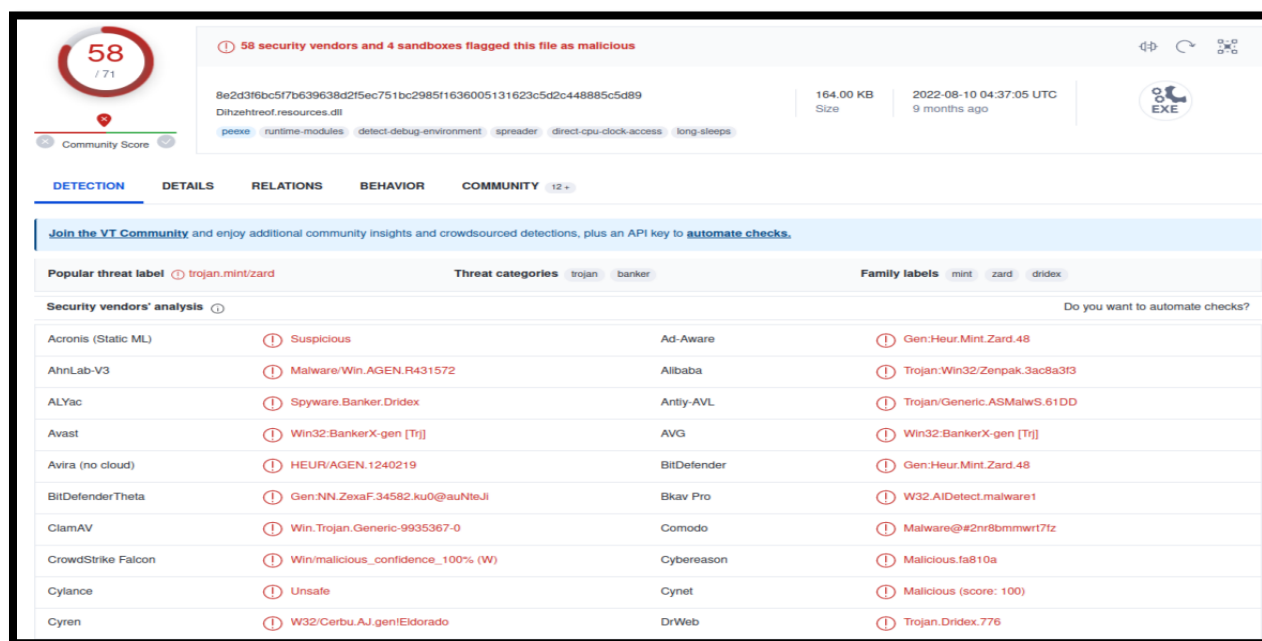 58
/ 71
Community Score
58 security vendors and 4 sandboxes flagged this file as malicious
8e2d3f6bc5f7b639638d2f5ec751bc2985f1636005131623c5d2c448885c5d89
Dihzehtreof.resources.dll
peexe runtime-modules detect-debug-environment spreader direct-cpu-clock-access long-sleeps
164.00 KB
Size
2022-08-10 04:37:05 UTC
9 months ago
EXE
DETECTION DETAILS RELATIONS BEHAVIOR COMMUNITY 12 +
Join the VT Community and enjoy additional community insights and crowdsourced detections, plus an API key to automate checks.
Popular threat label trojan.mint/zard Threat categories trojan banker Family labels mint zard dridex
Security vendors' analysis Do you want to automate checks?
Acronis (Static ML) Suspicious Ad-Aware Gen:Heur.Mint.Zard.48
AhnLab-V3 Malware/Win.AGEN.R431572 Alibaba Trojan:Win32/Zenpak.3ac8a3f3
ALYac Spyware.Banker.Dridex Antiy-AVL Trojan/Generic.ASMalwS.61DD
Avast Win32:BankerX-gen [Trj] AVG Win32:BankerX-gen [Trj]
Avira (no cloud) HEUR/AGEN.1240219 BitDefender Gen:Heur.Mint.Zard.48
BitDefenderTheta Gen:NN.ZexaF.34582.ku0@auNteJi Bkav Pro W32.AIDetect.malware1
ClamAV Win.Trojan.Generic-9935367-0 Comodo Malware@#2nr8bmmwrt7fz
CrowdStrike Falcon Win/malicious_confidence_100% (W) Cybereason Malicious.fa810a
Cylance Unsafe Cynet Malicious (score: 100)
Cyren W32/Cerbu.AJ.gen!Eldorado DrWeb Trojan.Dridex.776